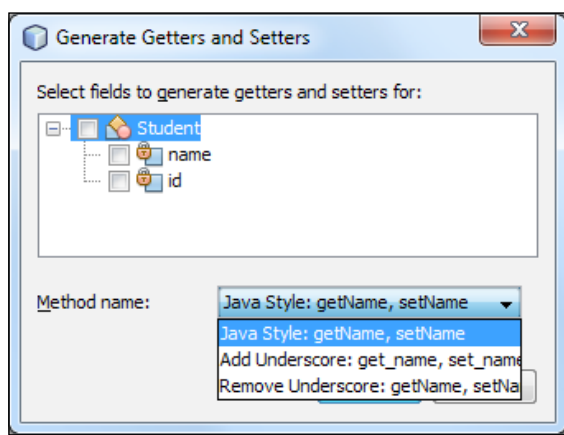 Generate Getters and Setters
Select fields to generate getters and setters for:
Student
name
id
Method name:
Java Style: getName, setName
Java Style: getName, setName
Add Underscore: get_name, set_name
Remove Underscore: getName, setNa